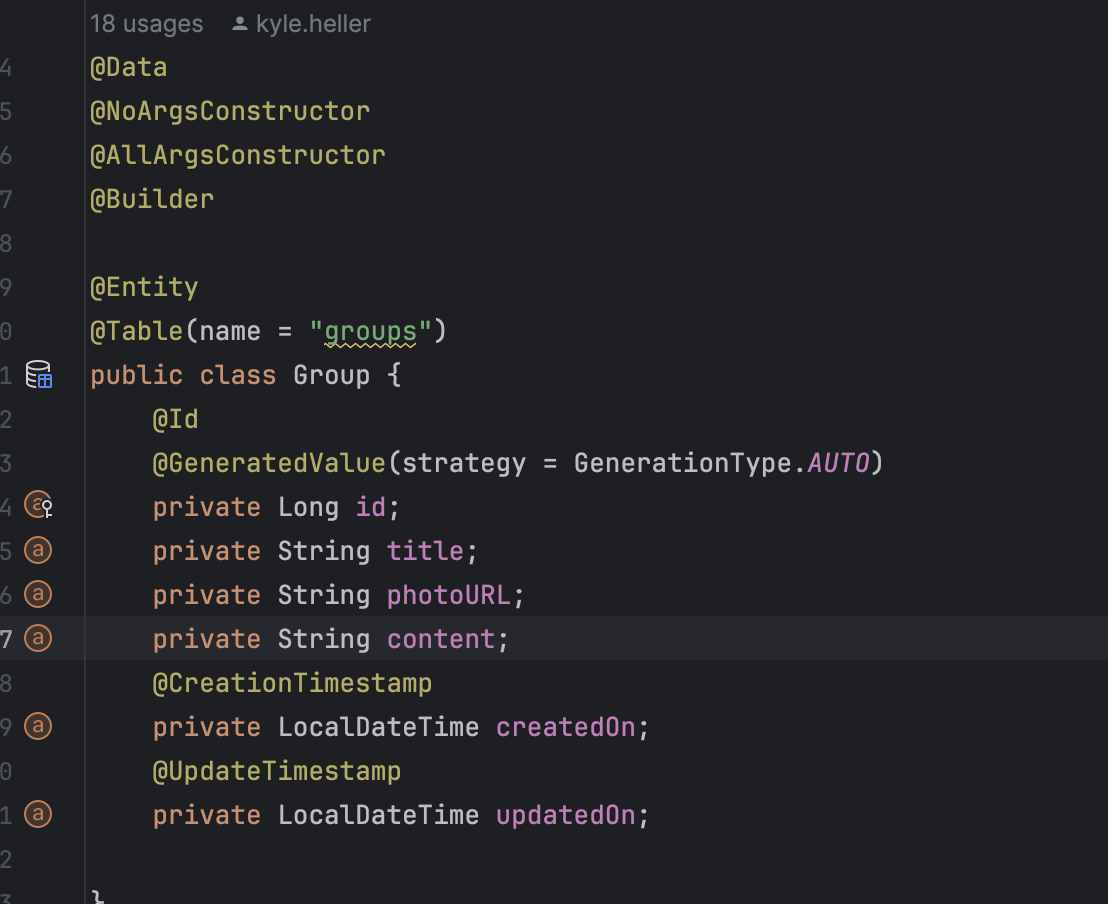 18 usages kyle.heller
4 @Data
5 @NoArgsConstructor
6 @AllArgsConstructor
7 @Builder
8
9 @Entity
0 @Table(name = "groups")
1 public class Group {
2 @Id
3 @GeneratedValue(strategy = GenerationType.AUTO)
4 a private Long id;
5 a private String title;
6 a private String photoURL;
7 a private String content;
8 @CreationTimestamp
9 a private LocalDateTime createdOn;
0 @UpdateTimestamp
1 a private LocalDateTime updatedOn;
2
3 }